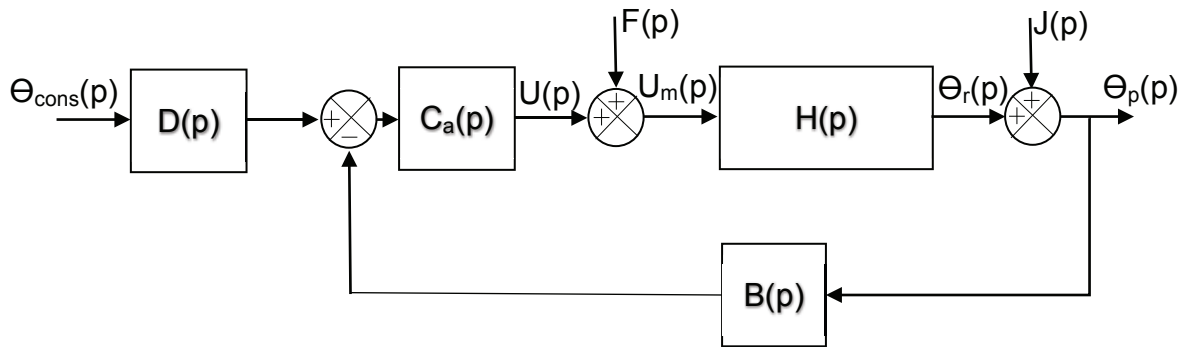 F(p)
J(p)
Θcons(p)
D(p)
+
−
Ca(p)
U(p)
+
+
Um(p)
H(p)
Θr(p)
+
+
Θp(p)
B(p)